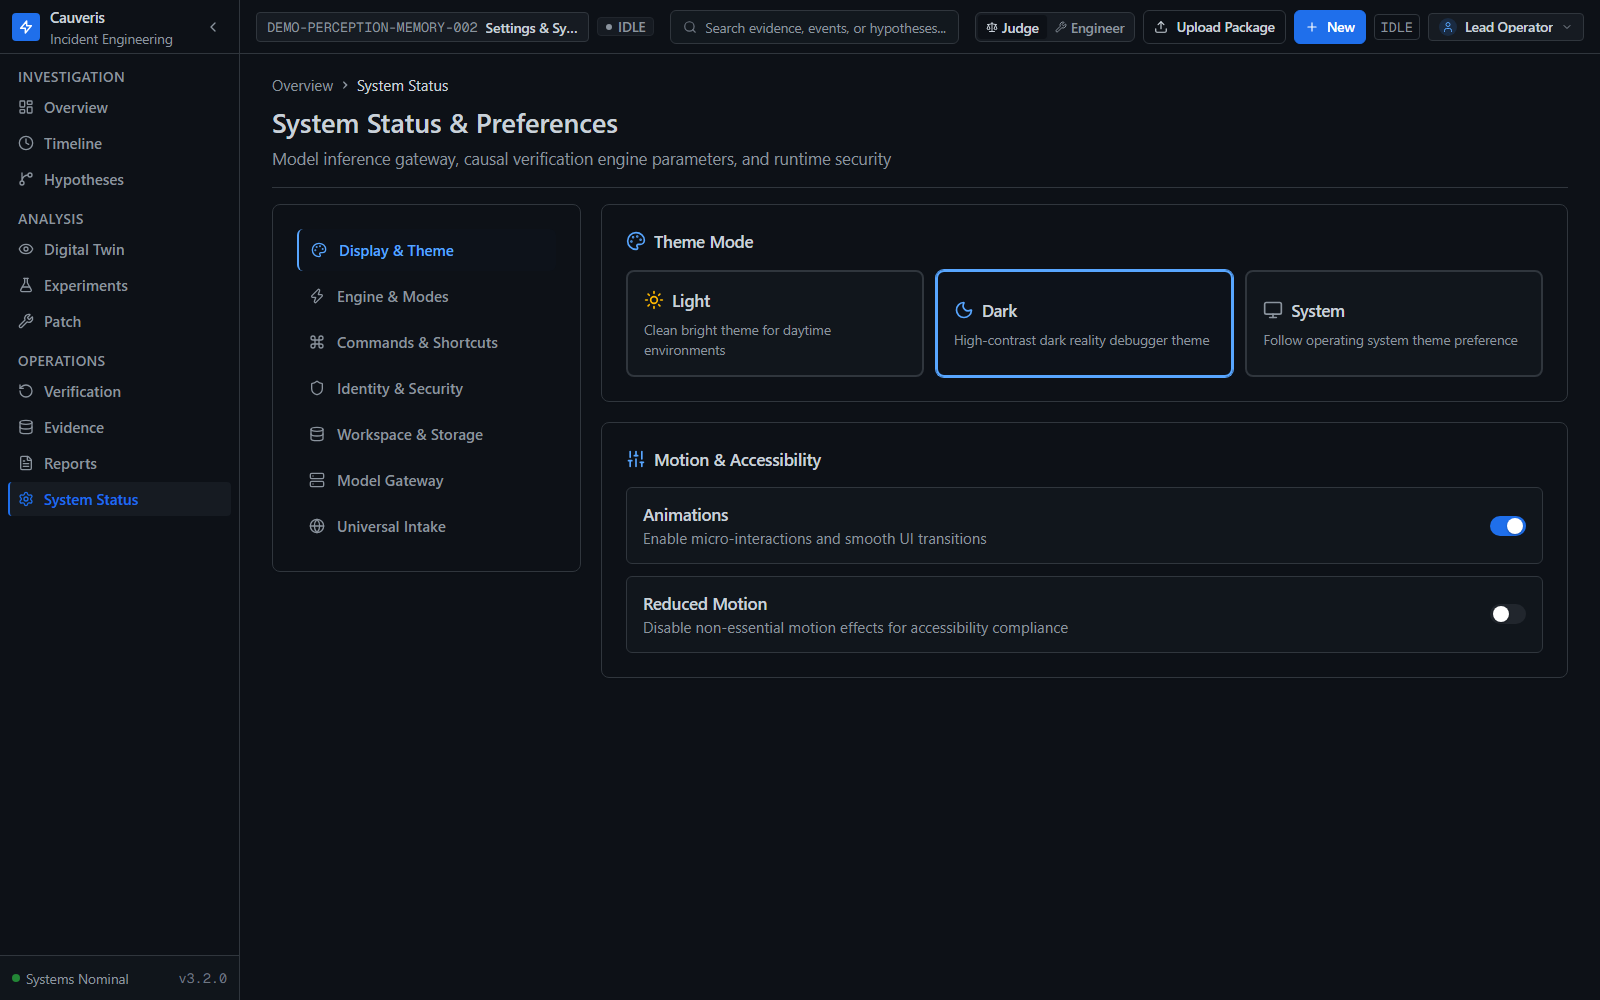 Cauveris
Incident Engineering
DEMO-PERCEPTION-MEMORY-002 Settings & Sy...
IDLE
Search evidence, events, or hypotheses...
Judge
Engineer
Upload Package
New
IDLE
Lead Operator
INVESTIGATION
Overview
Timeline
Hypotheses
ANALYSIS
Digital Twin
Experiments
Patch
OPERATIONS
Verification
Evidence
Reports
System Status
Systems Nominal
v3.2.0
Overview > System Status
System Status & Preferences
Model inference gateway, causal verification engine parameters, and runtime security
Display & Theme
Engine & Modes
Commands & Shortcuts
Identity & Security
Workspace & Storage
Model Gateway
Universal Intake
Theme Mode
Light
Clean bright theme for daytime
environments
Dark
High-contrast dark reality debugger theme
System
Follow operating system theme preference
Motion & Accessibility
Animations
Enable micro-interactions and smooth UI transitions
Reduced Motion
Disable non-essential motion effects for accessibility compliance